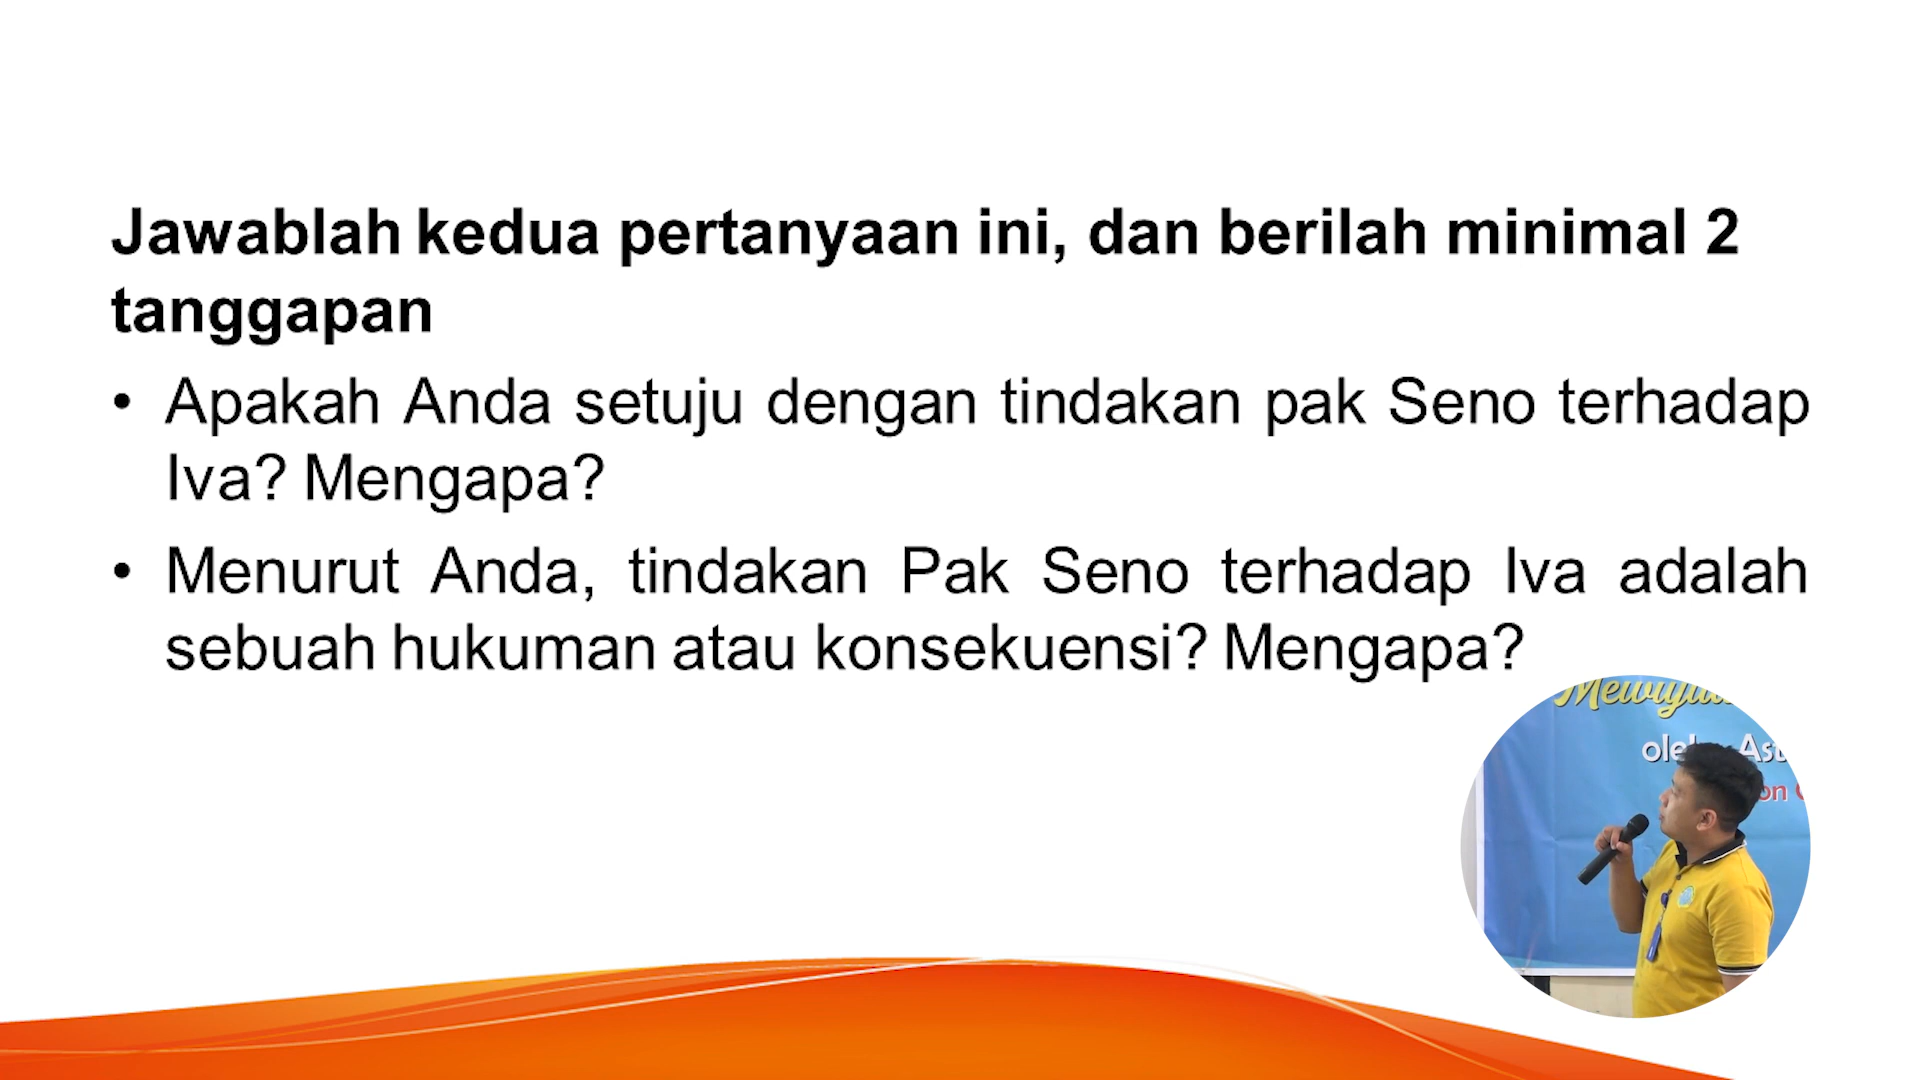 Jawablah kedua pertanyaan ini, dan berilah minimal 2
tanggapan
• Apakah Anda setuju dengan tindakan pak Seno terhadap
Iva? Mengapa?
• Menurut Anda, tindakan Pak Seno terhadap Iva adalah
sebuah hukuman atau konsekuensi? Mengapa?